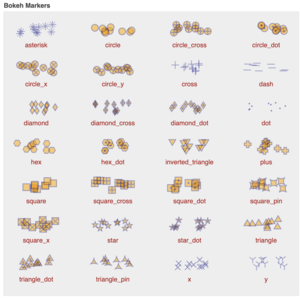 Bokeh Markers
asterisk circle circle_cross circle_dot
circle_x circle_y cross dash
diamond diamond_cross diamond_dot dot
hex hex_dot inverted_triangle plus
square square_cross square_dot square_pin
square_x star star_dot triangle
triangle_dot triangle_pin x y